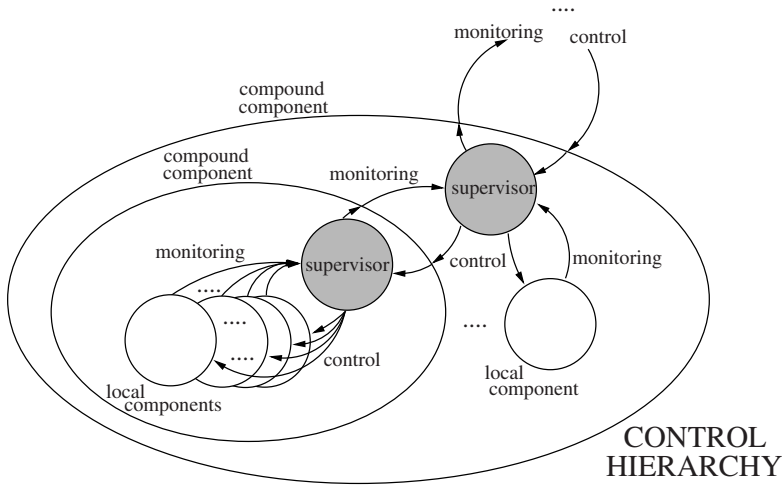 ....
monitoring
control
compound
component
compound
component
monitoring
supervisor
monitoring
supervisor
control
monitoring
....
....
....
....
control
local
components
local
component
CONTROL
HIERARCHY